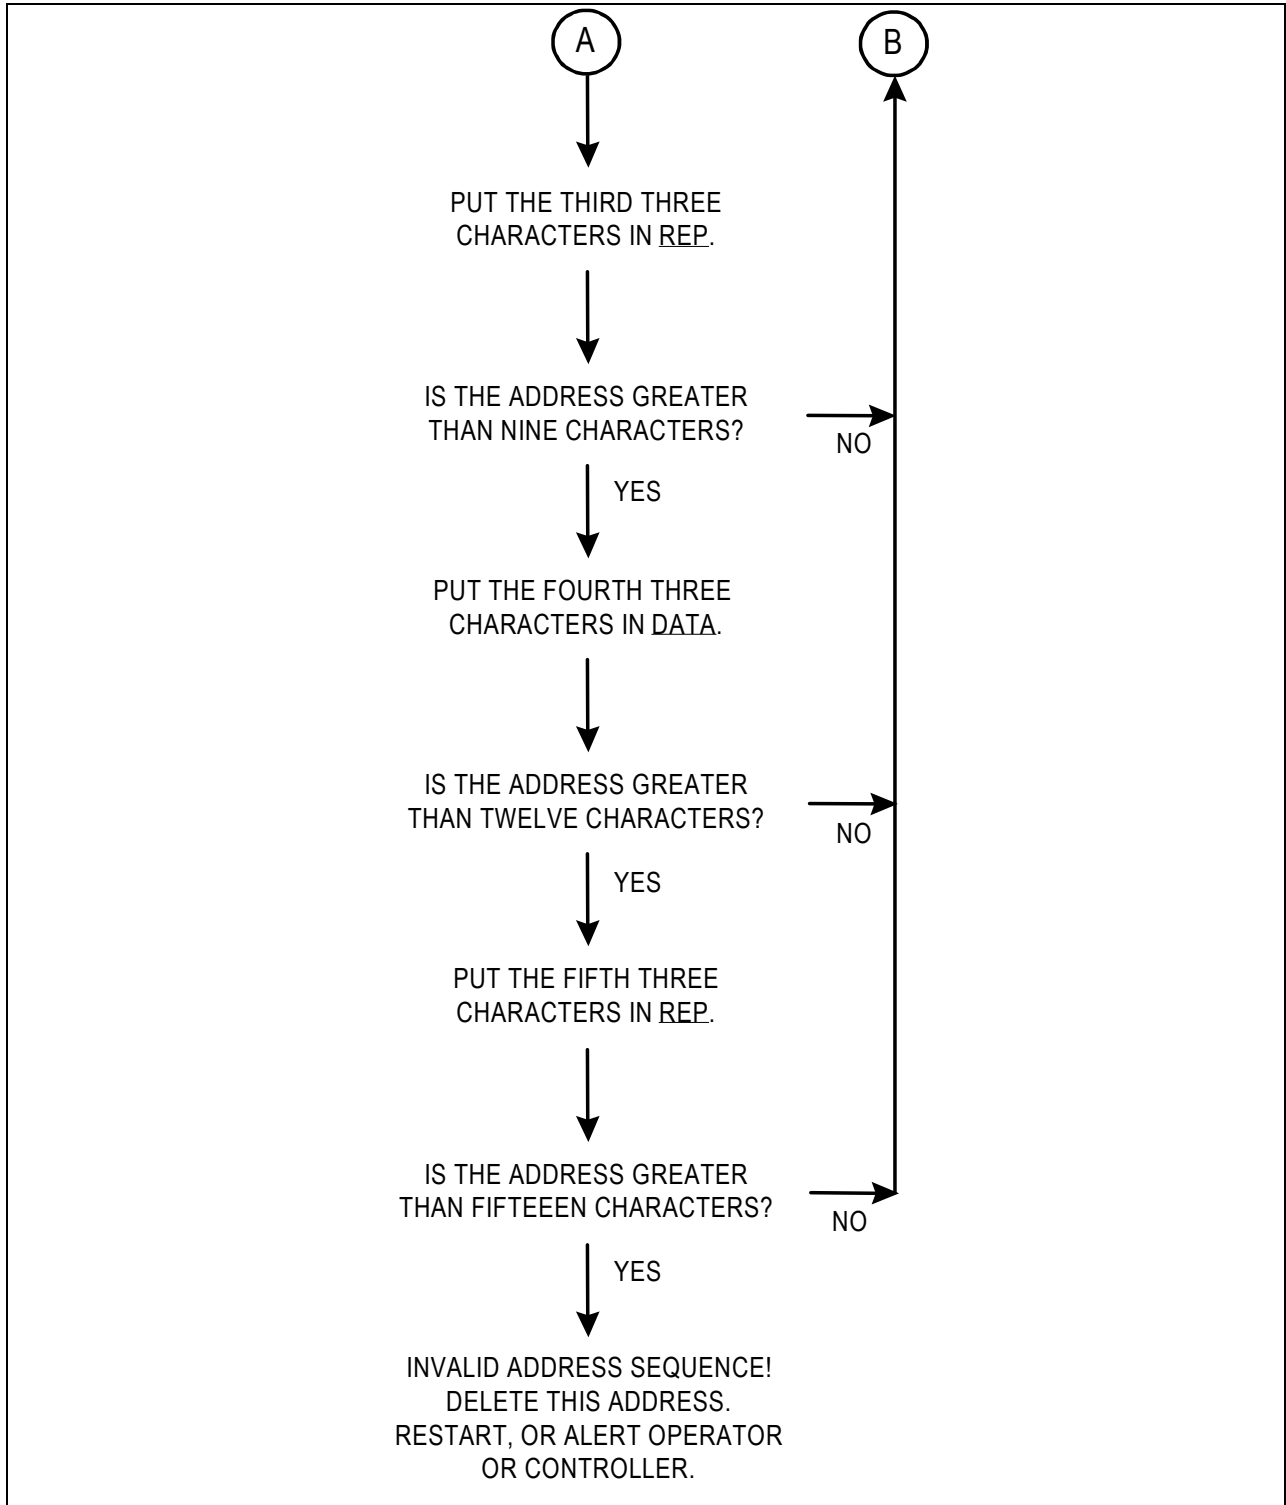 A
B
PUT THE THIRD THREE
CHARACTERS IN REP.
IS THE ADDRESS GREATER
THAN NINE CHARACTERS?
NO
YES
PUT THE FOURTH THREE
CHARACTERS IN DATA.
IS THE ADDRESS GREATER
THAN TWELVE CHARACTERS?
NO
YES
PUT THE FIFTH THREE
CHARACTERS IN REP.
IS THE ADDRESS GREATER
THAN FIFTEEEN CHARACTERS?
NO
YES
INVALID ADDRESS SEQUENCE!
DELETE THIS ADDRESS.
RESTART, OR ALERT OPERATOR
OR CONTROLLER.